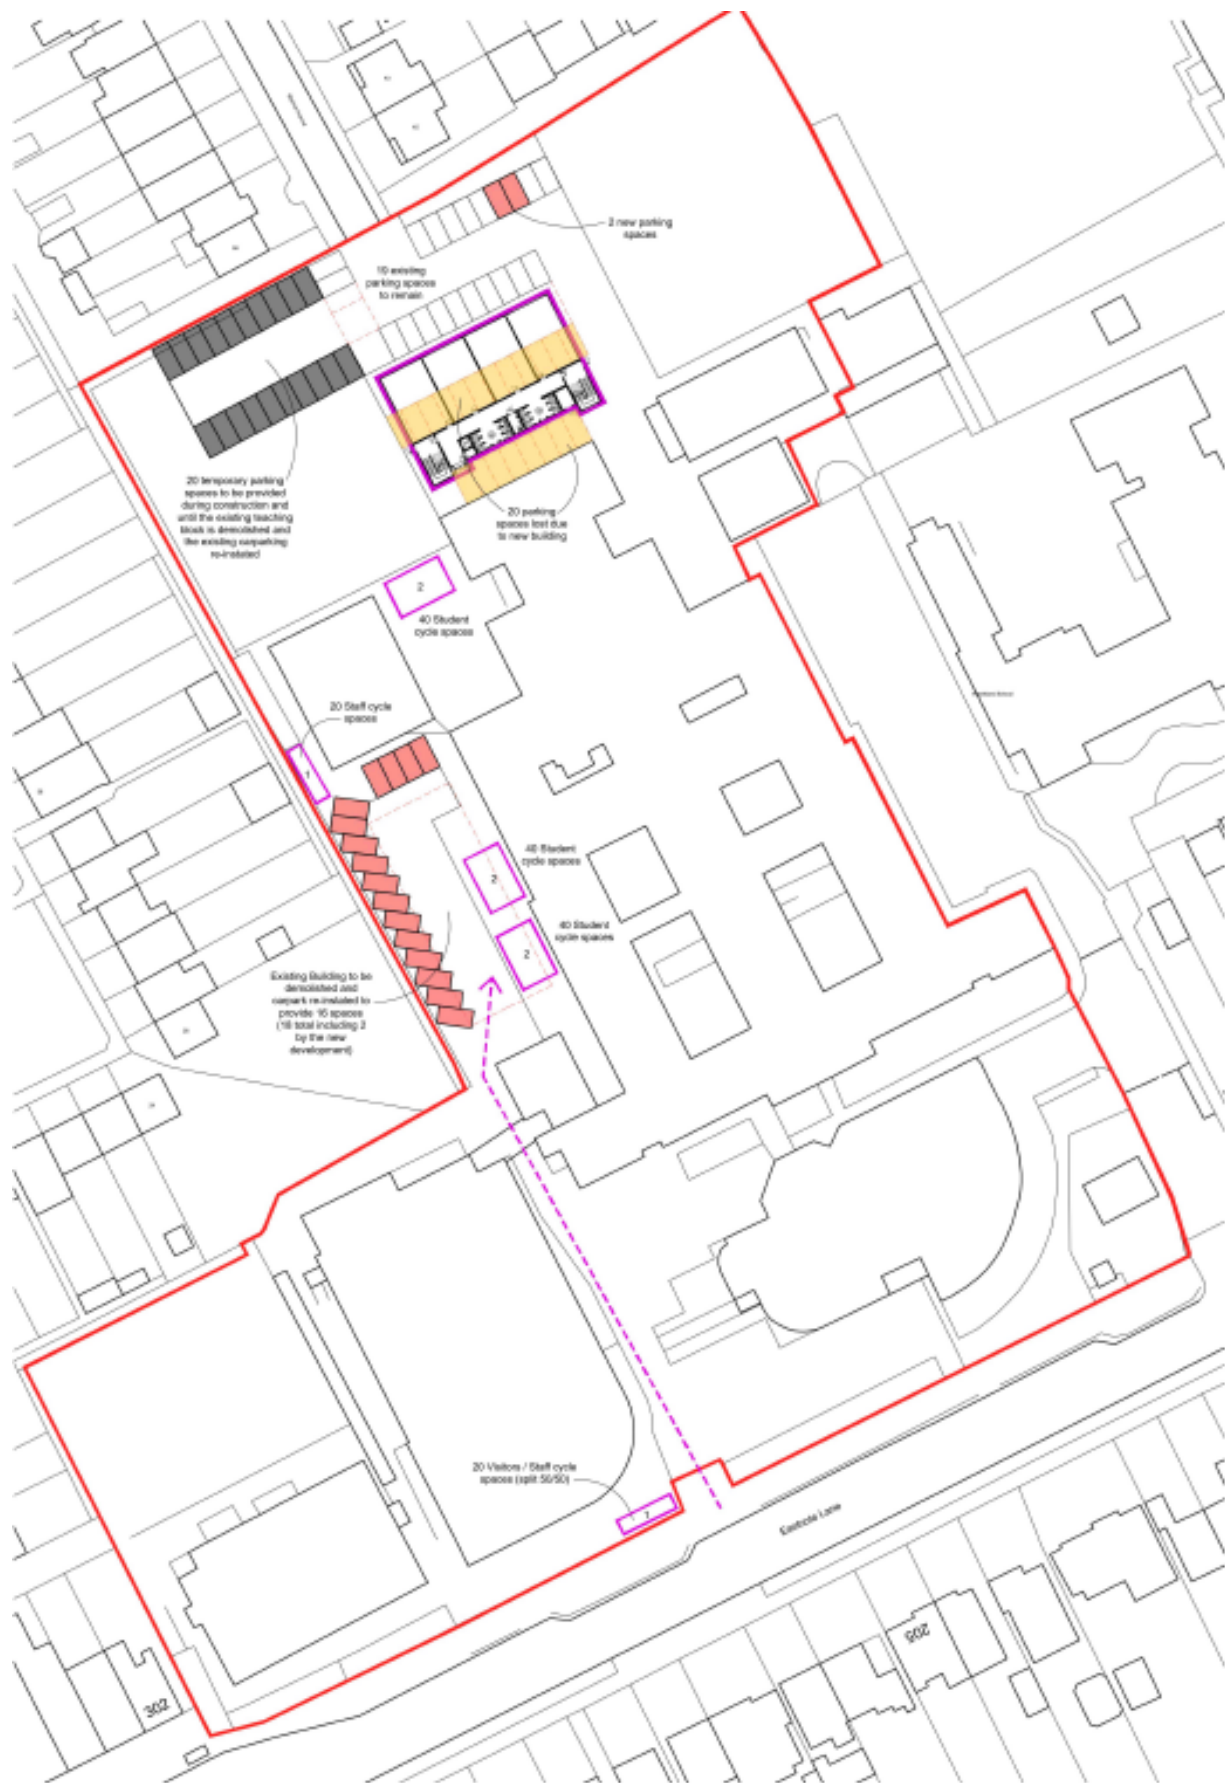 2 new parking
spaces
19 existing
parking spaces
to remain
20 temporary parking
spaces to be provided
during construction and
until the existing teaching
block is demolished and
the existing carparking
re-instated
20 parking
spaces lost due
to new building
2
40 Student
cycle spaces
20 Staff cycle
spaces
1
40 Student
cycle spaces
2
40 Student
cycle spaces
2
Existing Building to be
demolished and
carpark re-instated to
provide 16 spaces
(18 total including 2
by the new
development)
20 Visitors / Staff cycle
spaces (split 50/50)
Eastcote Lane
205
302